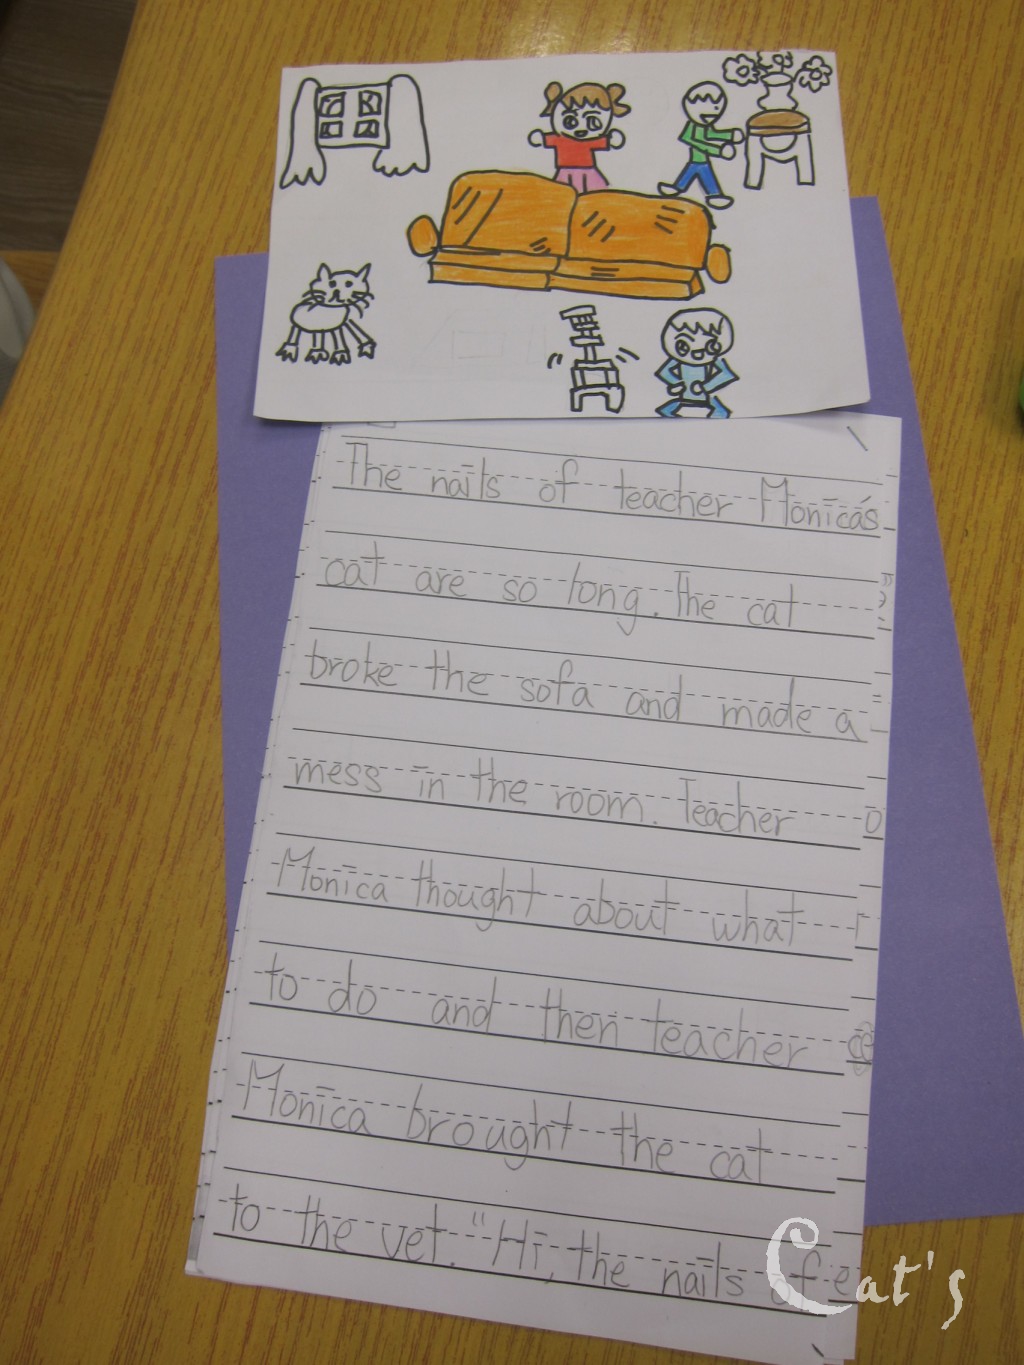 The nails of teacher Monica's
cat are so long. The cat
broke the sofa and made a
mess in the room. Teacher
Monica thought about what
to do and then teacher
Monica brought the cat
to the vet. "Hi, the nails of
Cat's